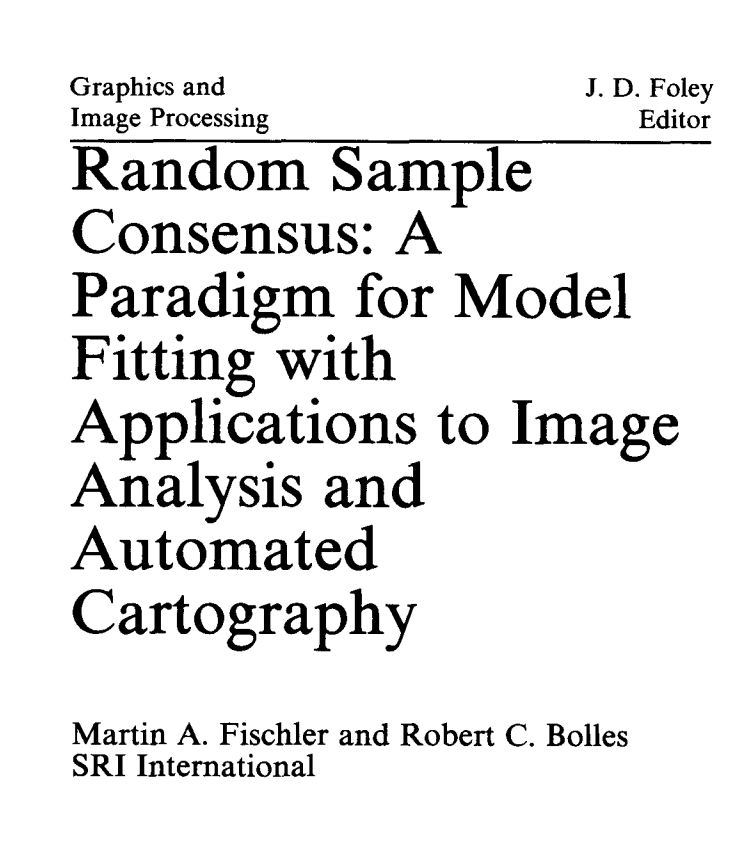 Graphics and
J. D. Foley
Image Processing
Editor
Random Sample
Consensus: A
Paradigm for Model
Fitting with
Applications to Image
Analysis and
Automated
Cartography
Martin A. Fischler and Robert C. Bolles
SRI International